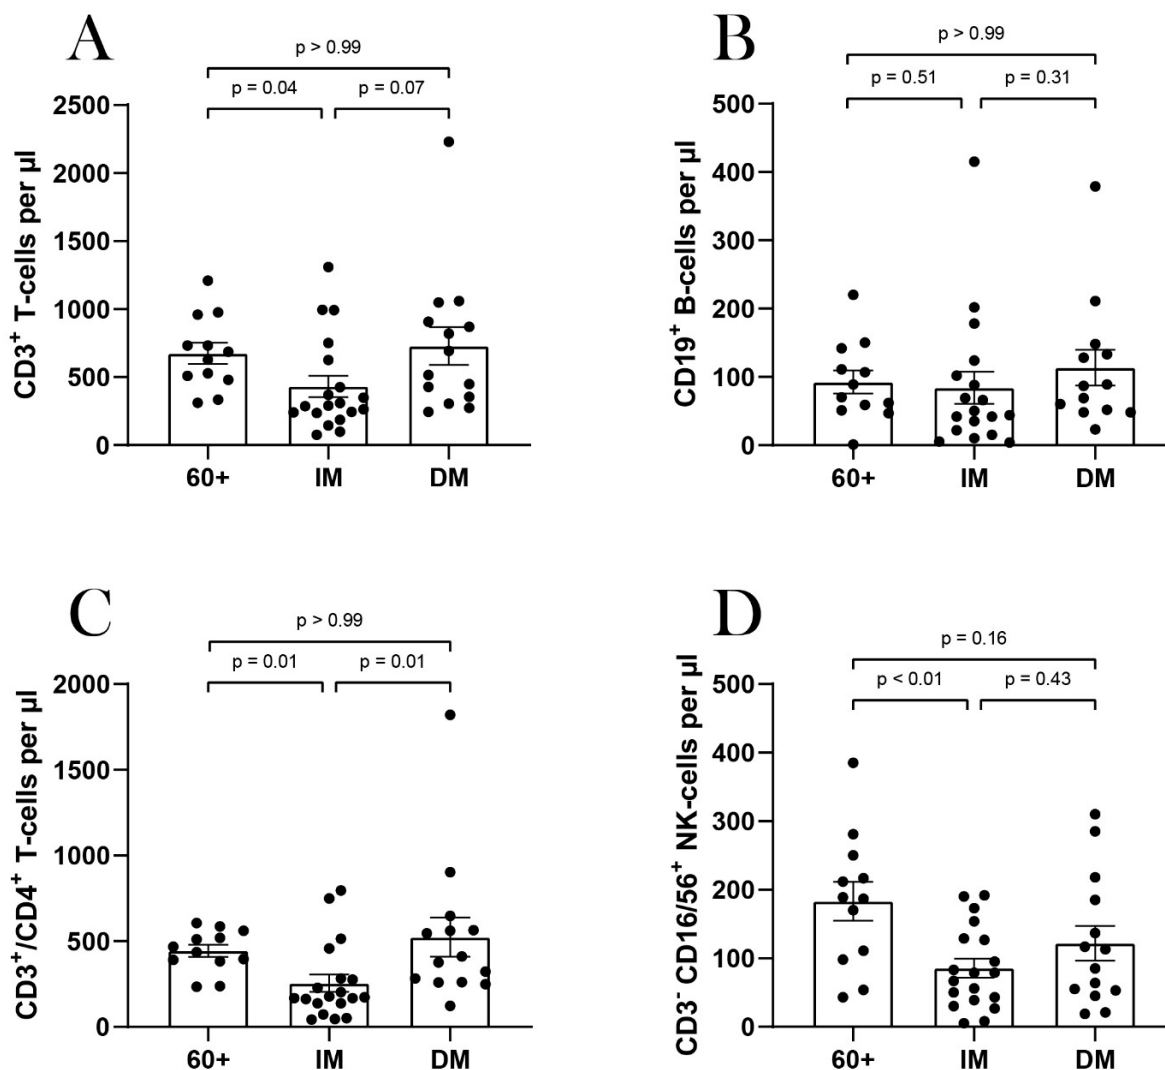 A
p > 0.99
p = 0.04
p = 0.07
CD3⁺ T-cells per µl
2500
2000
1500
1000
500
0
60+
IM
DM
B
p > 0.99
p = 0.51
p = 0.31
CD19⁺ B-cells per µl
500
400
300
200
100
0
60+
IM
DM
C
p > 0.99
p = 0.01
p = 0.01
CD3⁺/CD4⁺ T-cells per µl
2000
1500
1000
500
0
60+
IM
DM
D
p = 0.16
p < 0.01
p = 0.43
CD3⁻ CD16/56⁺ NK-cells per µl
500
400
300
200
100
0
60+
IM
DM